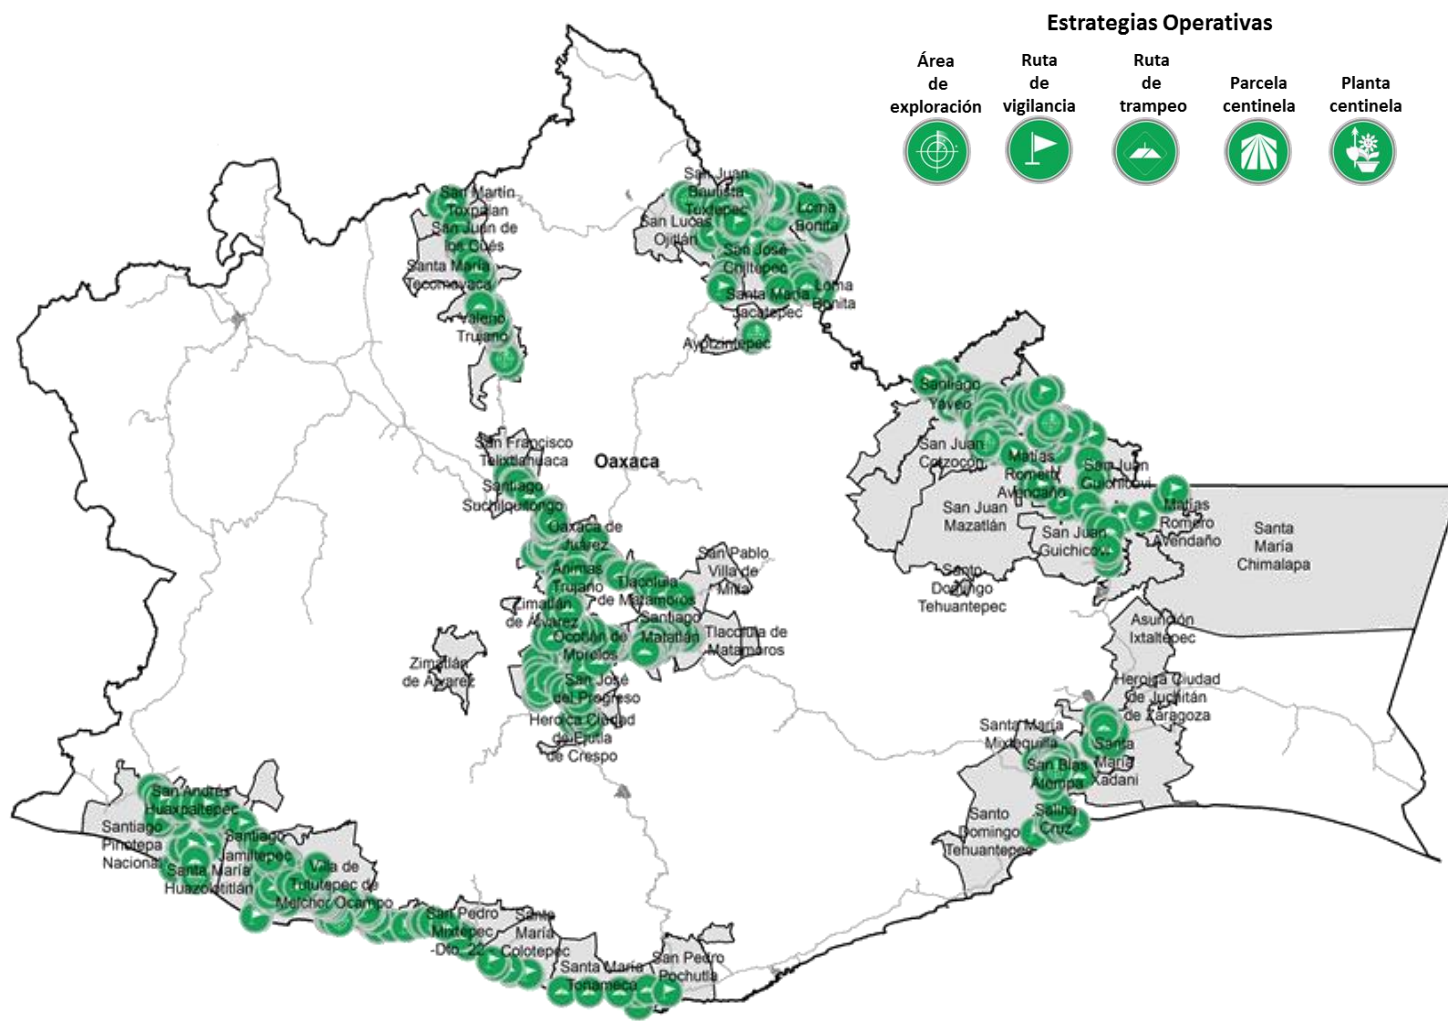 Estrategias Operativas
Área
de
exploración
Ruta
de
vigilancia
Ruta
de
trampeo
Parcela
centinela
Planta
centinela
San Martín
Toxpalan
San Juan de
los Cués
Santa María
Tecomavaca
Valerio
Trujano
San Juan
Bautista
Tuxtepec
Loma
Bonita
San Lucas
Ojitlán
San José
Chiltepec
Loma
Bonita
Santa María
Jacatepec
Ayotzintepec
Santiago
Yaveo
San Juan
Cotzocón
Matías
Romero
Avendaño
San Juan
Guichicovi
San Juan
Mazatlán
San Juan
Guichicovi
Matías
Romero
Avendaño
Santa
María
Chimalapa
Santo
Domingo
Tehuantepec
Asunción
Ixtaltepec
San Francisco
Telixtlahuaca
Oaxaca
Santiago
Suchilquitongo
Oaxaca de
Juárez
Ánimas
Trujano
Tlacolula
de Matamoros
San Pablo
Villa de
Mitla
Zimatlán
de Álvarez
Santiago
Matatlán
Ocotlán de
Morelos
Tlacolula de
Matamoros
Zimatlán
de Álvarez
San José
del Progreso
Heroica Ciudad
de Ejutla
de Crespo
Heroica Ciudad
de Juchitán
de Zaragoza
Santa María
Mixtequilla
Santa
María
Xadani
San Blas
Atempa
Salina
Cruz
Santo
Domingo
Tehuantepec
San Andrés
Huaxpaltepec
Santiago
Pinotepa
Nacional
Santiago
Jamiltepec
Santa María
Huazolotitlán
Villa de
Tututepec de
Melchor Ocampo
San Pedro
Mixtepec
-Dto. 22-
Santa
María
Colotepec
Santa María
Tonameca
San Pedro
Pochutla